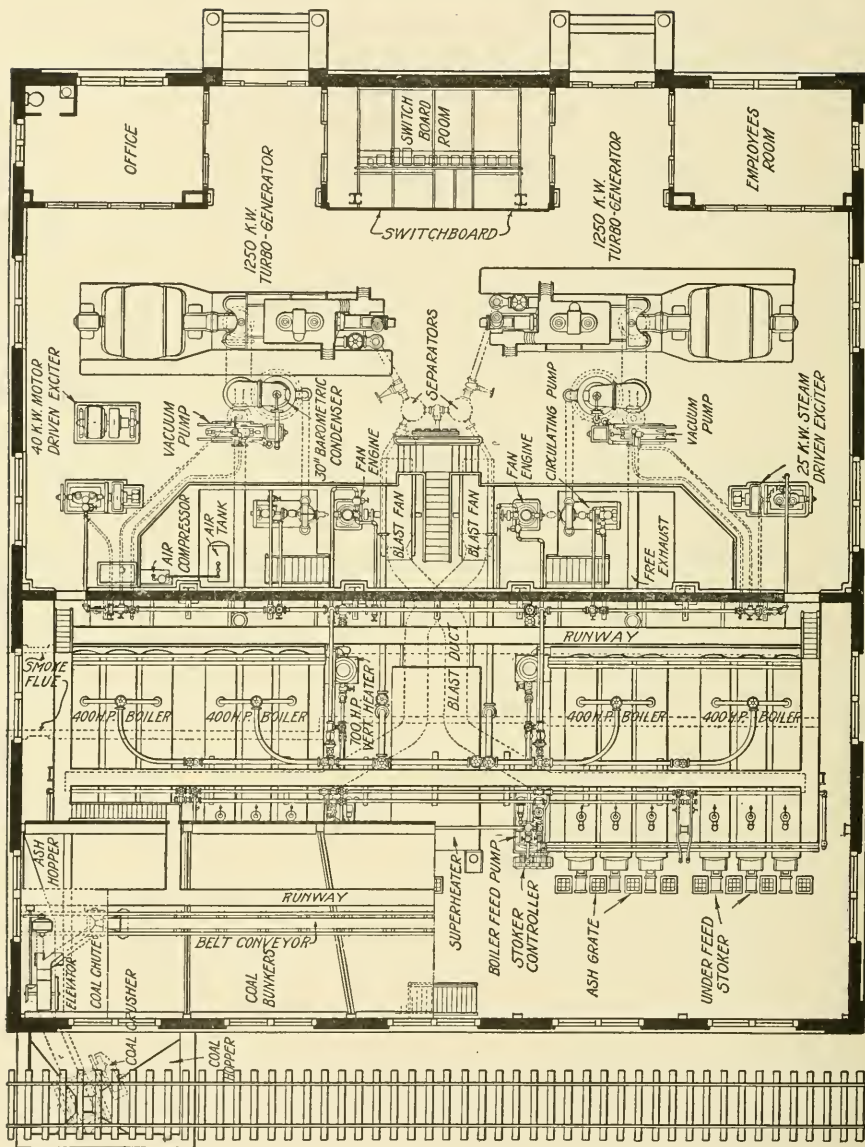 OFFICE
1250 K.W.
TURBO-GENERATOR
SWITCH
BOARD
ROOM
SWITCHBOARD
1250 K.W.
TURBO-GENERATOR
EMPLOYEES
ROOM
40 K.W. MOTOR
DRIVEN EXCITER
VACUUM
PUMP
30" BAROMETRIC
CONDENSER
FAN
ENGINE
SEPARATORS
FAN
ENGINE
CIRCULATING PUMP
VACUUM
PUMP
25 K.W. STEAM
DRIVEN EXCITER
AIR
COMPRESSOR
AIR
TANK
BLAST FAN
BLAST FAN
FREE
EXHAUST
RUNWAY
SMOKE
FLUE
400 H.P. BOILER
400 H.P. BOILER
700 H.P.
VERT. HEATER
BLAST DUCT
400 H.P. BOILER
400 H.P. BOILER
ASH
HOPPER
RUNWAY
BELT CONVEYOR
ELEVATOR
COAL CHUTE
COAL
BUNKERS
SUPERHEATER
BOILER FEED PUMP
STOKER
CONTROLLER
ASH GRATE
UNDER FEED
STOKER
COAL CRUSHER
COAL
HOPPER